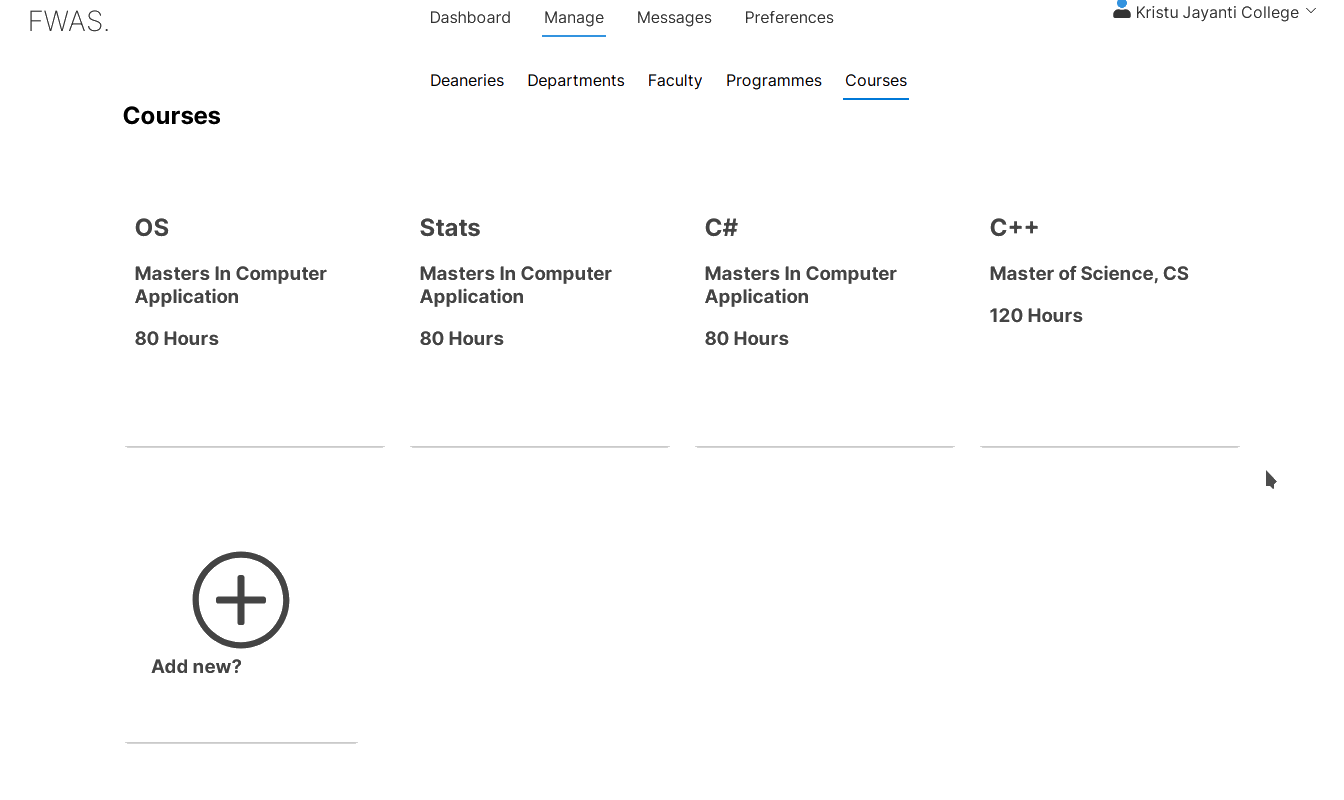 FWAS.
Dashboard Manage Messages Preferences
Kristu Jayanti College
Deaneries Departments Faculty Programmes Courses
Courses
OS
Masters In Computer
Application
80 Hours
Stats
Masters In Computer
Application
80 Hours
C#
Masters In Computer
Application
80 Hours
C++
Master of Science, CS
120 Hours
Add new?